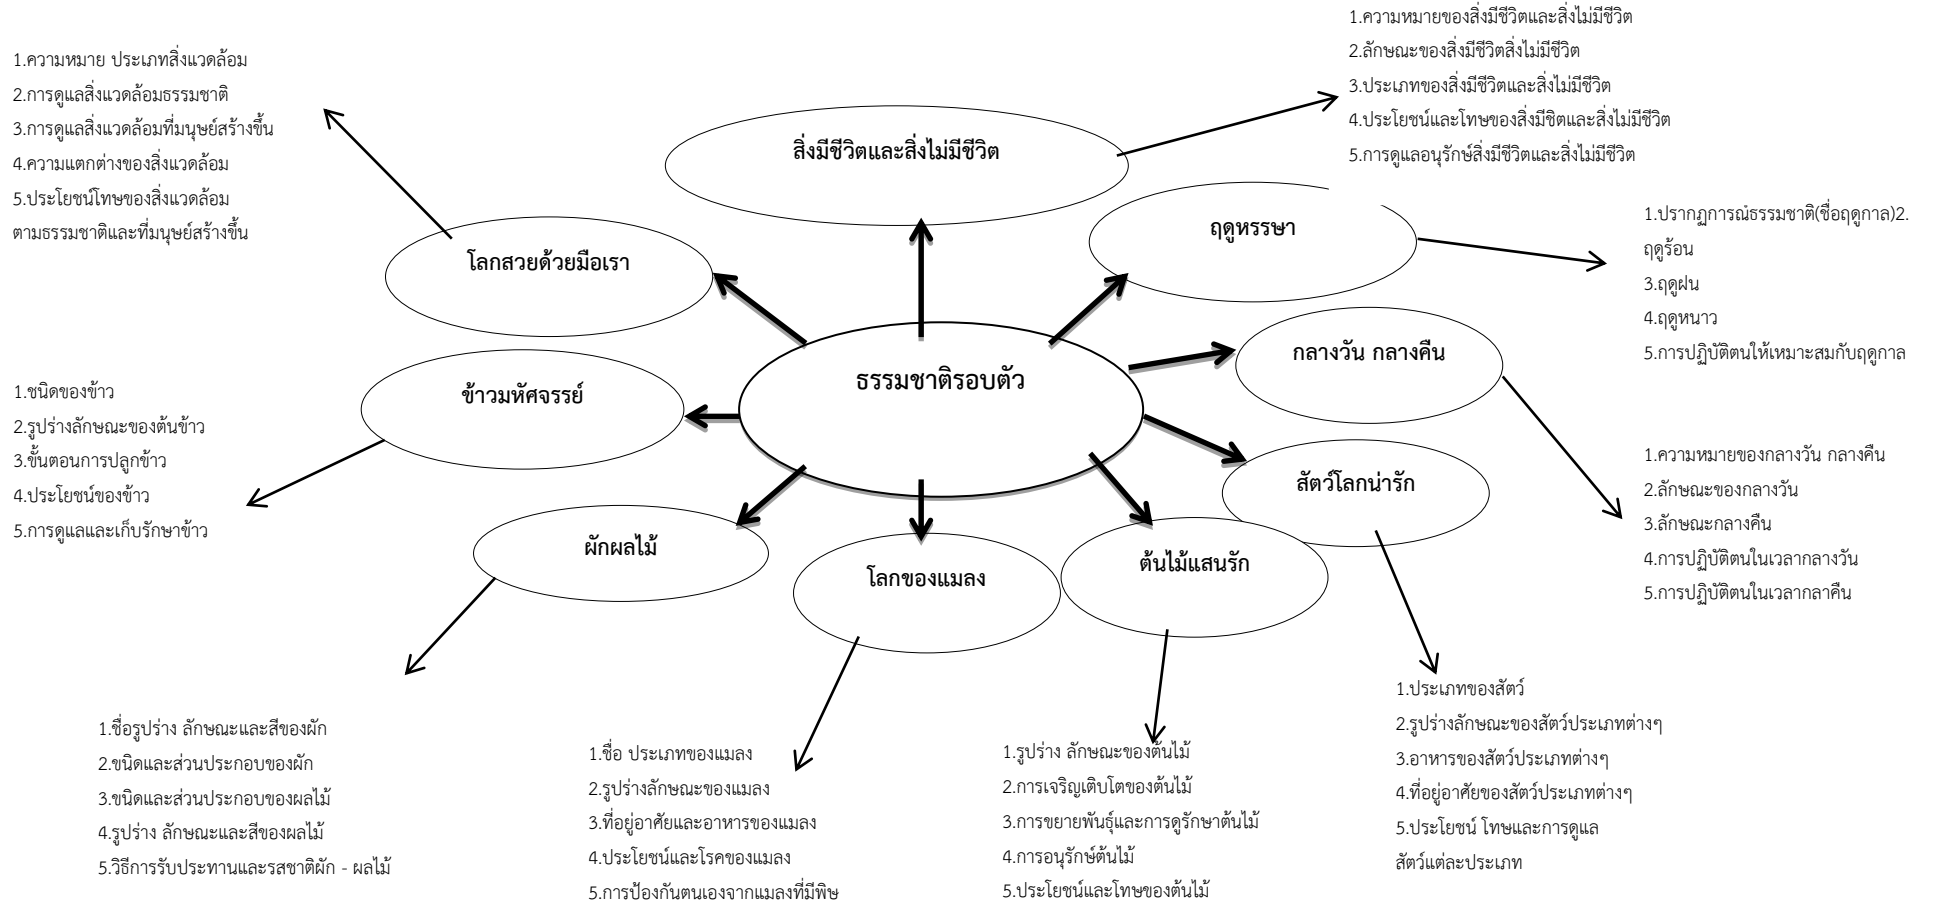 1.ความหมายของสิ่งมีชีวิตและสิ่งไม่มีชีวิต
2.ลักษณะของสิ่งมีชีวิตสิ่งไม่มีชีวิต
3.ประเภทของสิ่งมีชีวิตและสิ่งไม่มีชีวิต
4.ประโยชน์และโทษของสิ่งมีชิตและสิ่งไม่มีชีวิต
5.การดูแลอนุรักษ์สิ่งมีชีวิตและสิ่งไม่มีชีวิต
1.ความหมาย ประเภทสิ่งแวดล้อม
2.การดูแลสิ่งแวดล้อมธรรมชาติ
3.การดูแลสิ่งแวดล้อมที่มนุษย์สร้างขึ้น
4.ความแตกต่างของสิ่งแวดล้อม
5.ประโยชน์โทษของสิ่งแวดล้อม
ตามธรรมชาติและที่มนุษย์สร้างขึ้น
สิ่งมีชีวิตและสิ่งไม่มีชีวิต
ฤดูหรรษา
1.ปรากฏการณ์ธรรมชาติ(ชื่อฤดูกาล)2.
ฤดูร้อน
3.ฤดูฝน
4.ฤดูหนาว
5.การปฏิบัติตนให้เหมาะสมกับฤดูกาล
โลกสวยด้วยมือเรา
กลางวัน กลางคืน
ธรรมชาติรอบตัว
ข้าวมหัศจรรย์
1.ชนิดของข้าว
2.รูปร่างลักษณะของต้นข้าว
3.ขั้นตอนการปลูกข้าว
4.ประโยชน์ของข้าว
5.การดูแลและเก็บรักษาข้าว
1.ความหมายของกลางวัน กลางคืน
2.ลักษณะของกลางวัน
3.ลักษณะกลางคืน
4.การปฏิบัติตนในเวลากลางวัน
5.การปฏิบัติตนในเวลากลาคืน
สัตว์โลกน่ารัก
ผักผลไม้
โลกของแมลง
ต้นไม้แสนรัก
1.ชื่อรูปร่าง ลักษณะและสีของผัก
2.ขนิดและส่วนประกอบของผัก
3.ขนิดและส่วนประกอบของผลไม้
4.รูปร่าง ลักษณะและสีของผลไม้
5.วิธีการรับประทานและรสชาติผัก - ผลไม้
1.ชื่อ ประเภทของแมลง
2.รูปร่างลักษณะของแมลง
3.ที่อยู่อาศัยและอาหารของแมลง
4.ประโยชน์และโรคของแมลง
5.การป้องกันตนเองจากแมลงที่มีพิษ
1.รูปร่าง ลักษณะของต้นไม้
2.การเจริญเติบโตของต้นไม้
3.การขยายพันธุ์และการดูรักษาต้นไม้
4.การอนุรักษ์ต้นไม้
5.ประโยชน์และโทษของต้นไม้
1.ประเภทของสัตว์
2.รูปร่างลักษณะของสัตว์ประเภทต่างๆ
3.อาหารของสัตว์ประเภทต่างๆ
4.ที่อยู่อาศัยของสัตว์ประเภทต่างๆ
5.ประโยชน์ โทษและการดูแล
สัตว์แต่ละประเภท